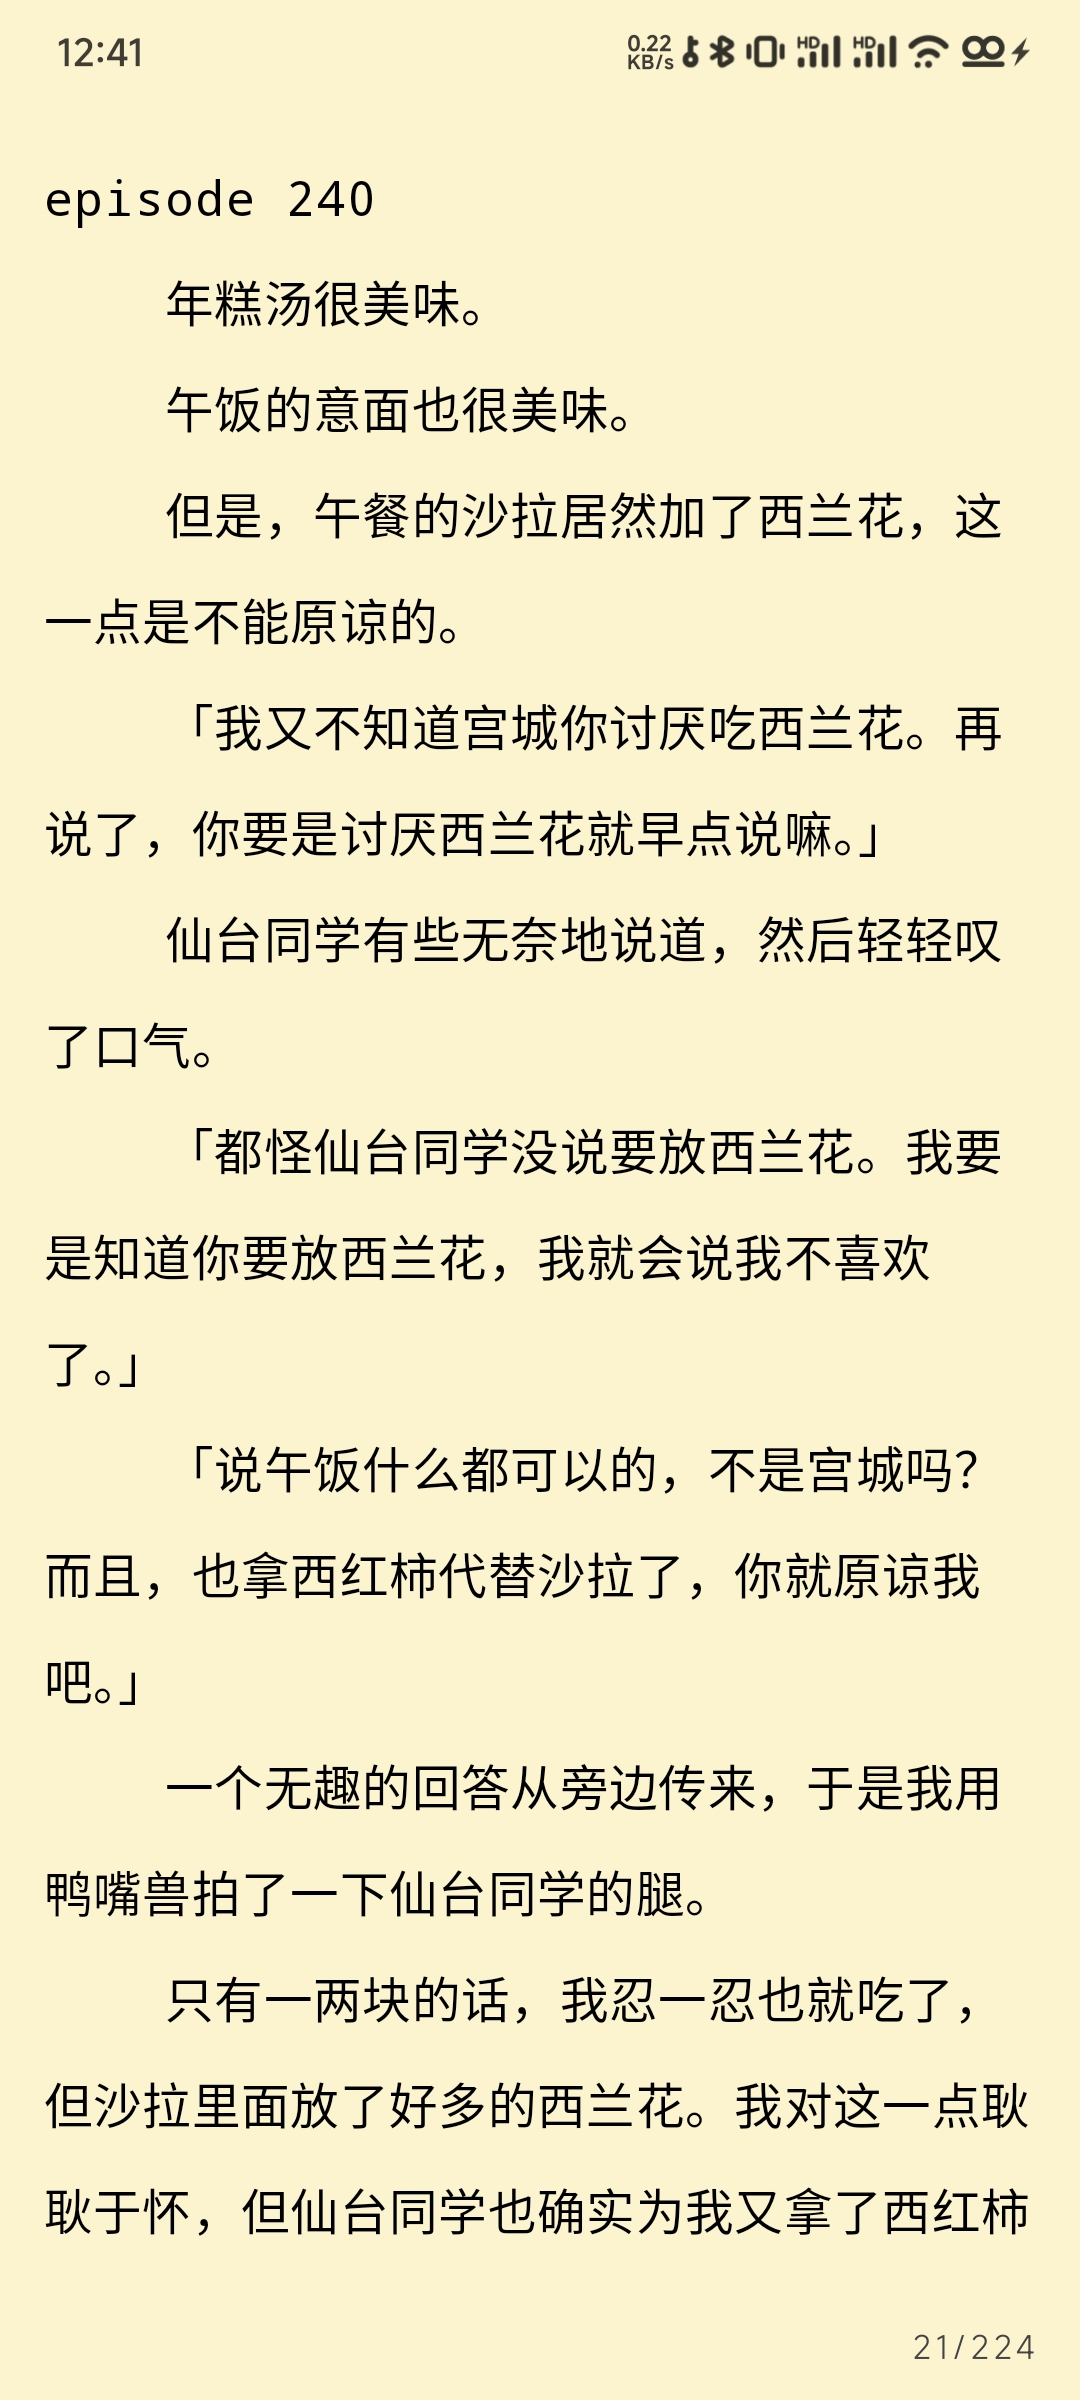 12:41
0.22 KB/s HD HD 100
episode 240
年糕汤很美味。
午饭的意面也很美味。
但是，午餐的沙拉居然加了西兰花，这
一点是不能原谅的。
「我又不知道宫城你讨厌吃西兰花。再
说了，你要是讨厌西兰花就早点说嘛。」
仙台同学有些无奈地说道，然后轻轻叹
了口气。
「都怪仙台同学没说要放西兰花。我要
是知道你要放西兰花，我就会说我不喜欢
了。」
「说午饭什么都可以的，不是宫城吗？
而且，也拿西红柿代替沙拉了，你就原谅我
吧。」
一个无趣的回答从旁边传来，于是我用
鸭嘴兽拍了一下仙台同学的腿。
只有一两块的话，我忍一忍也就吃了，
但沙拉里面放了好多的西兰花。我对这一点耿
耿于怀，但仙台同学也确实为我又拿了西红柿
21/224